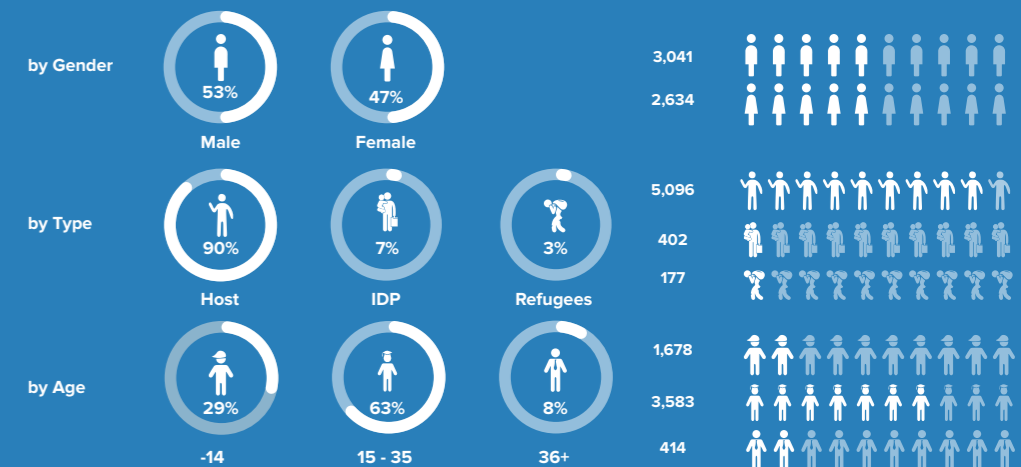 by Gender
53%
47%
Male
Female
3,041
2,634
by Type
90%
7%
3%
Host
IDP
Refugees
5,096
402
177
by Age
29%
63%
8%
-14
15 - 35
36+
1,678
3,583
414